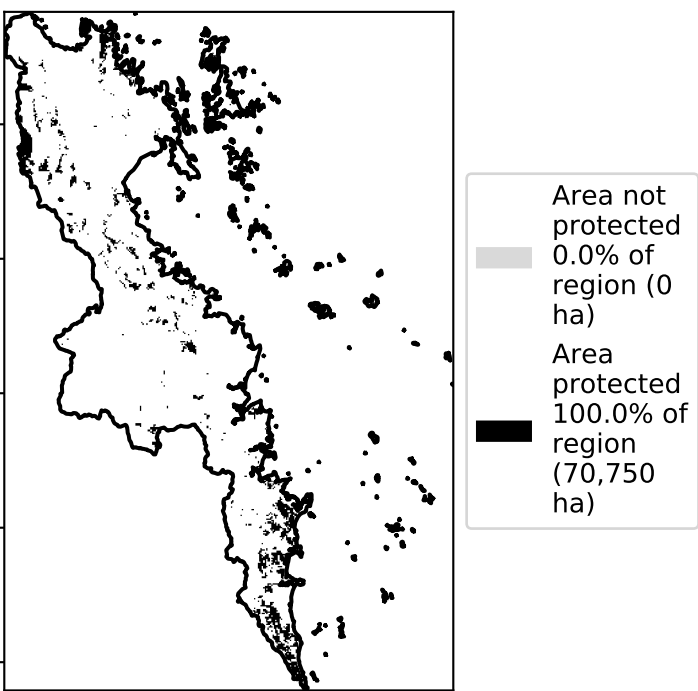 Area not
protected
0.0% of
region (0
ha)
Area
protected
100.0% of
region
(70,750
ha)